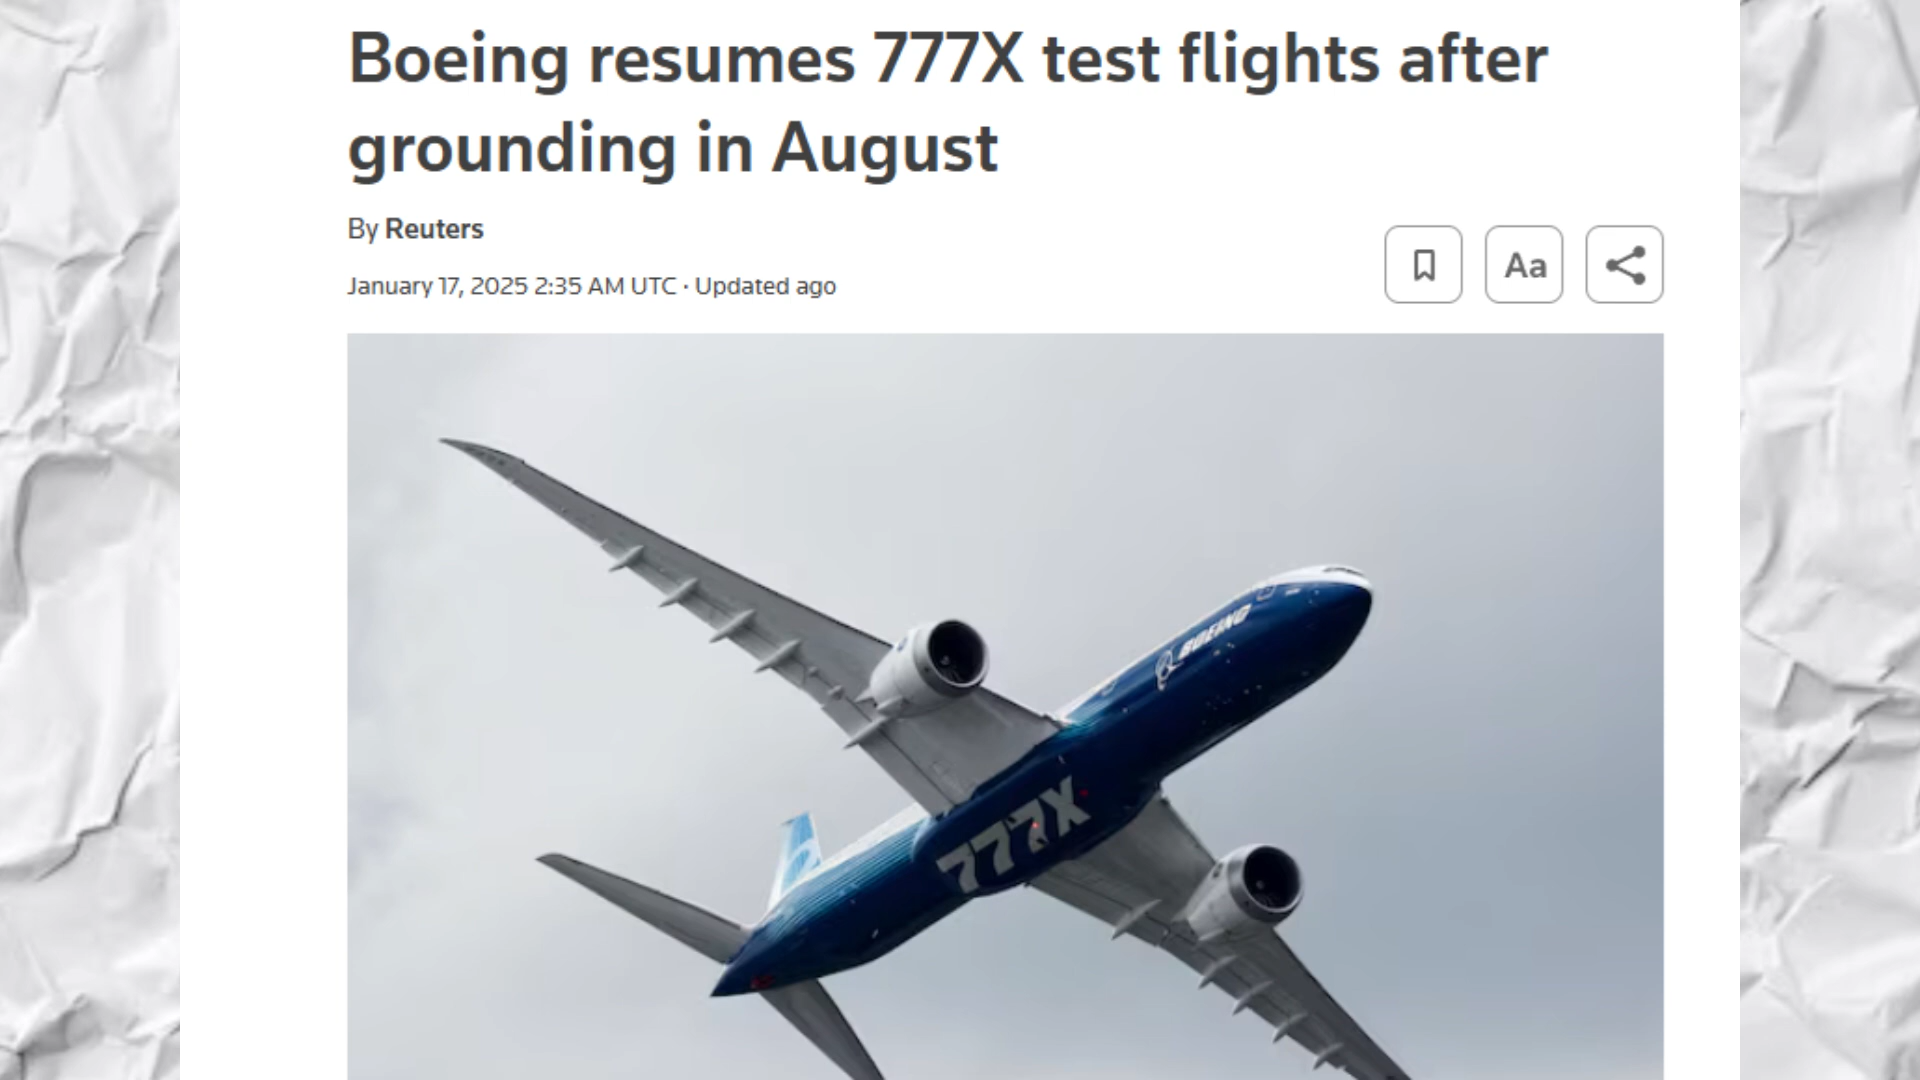 Boeing resumes 777X test flights after
grounding in August
By Reuters
January 17, 2025 2:35 AM UTC · Updated ago
Aa
BOEING
777X